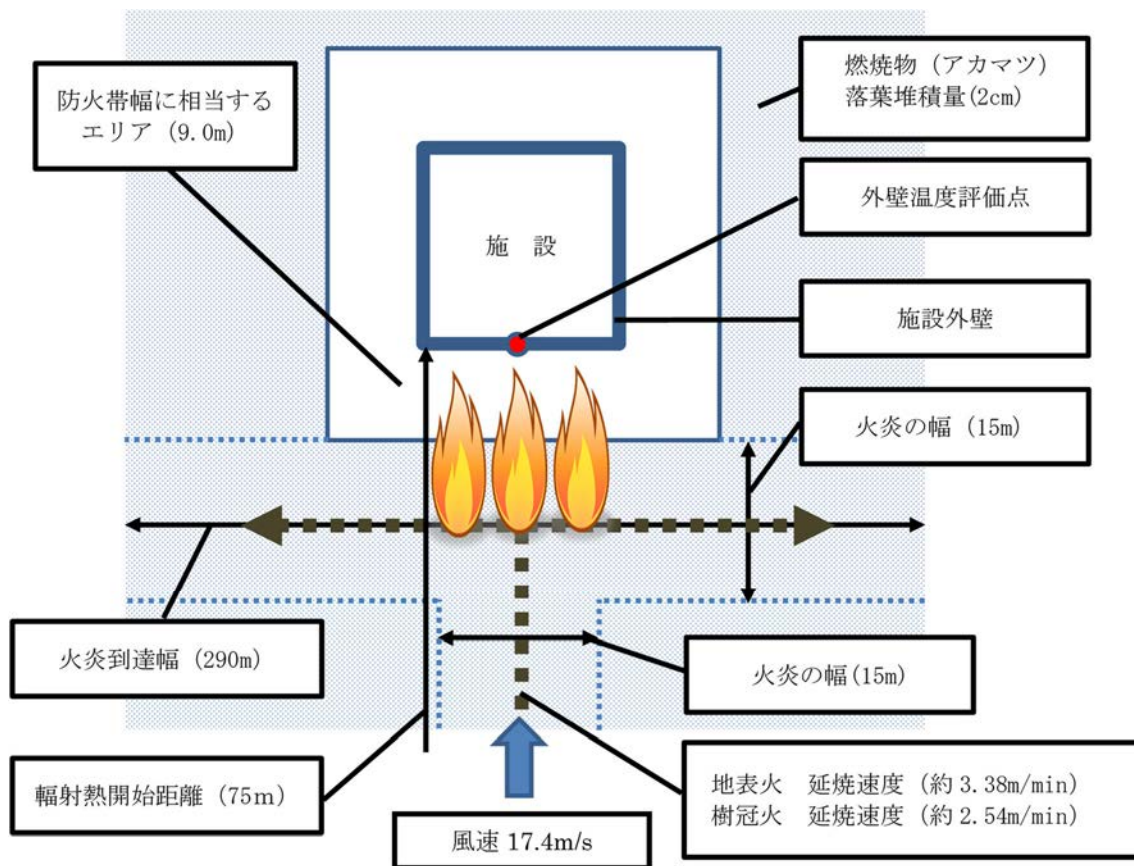 防火帯幅に相当する
エリア (9.0m)
燃焼物（アカマツ）
落葉堆積量(2cm)
外壁温度評価点
施　設
施設外壁
火炎の幅 (15m)
火炎到達幅 (290m)
火炎の幅(15m)
輻射熱開始距離 (75m)
地表火　延焼速度 (約 3.38m/min)
樹冠火　延焼速度 (約 2.54m/min)
風速 17.4m/s